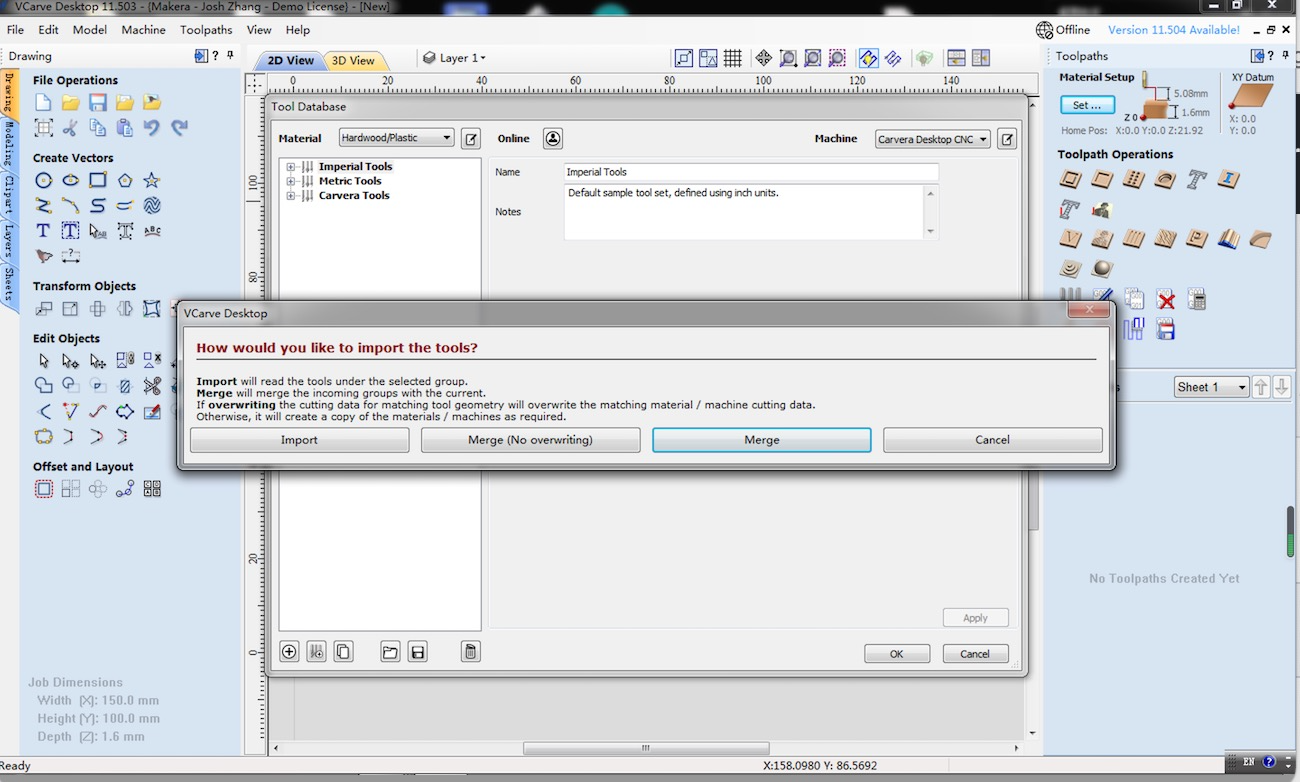 VCarve Desktop 11.503 - {Makera - Josh Zhang - Demo License} - [New]
File Edit Model Machine Toolpaths View Help
Offline Version 11.504 Available!
Drawing
2D View 3D View Layer 1
Toolpaths
File Operations
Create Vectors
Transform Objects
Edit Objects
Offset and Layout
Job Dimensions
Width [X]: 150.0 mm
Height [Y]: 100.0 mm
Depth [Z]: 1.6 mm
Drawing
Modeling
Clipart
Layers
Sheets
0 20 40 60 80 100 120 140
100
80
20
0
Tool Database
Material Hardwood/Plastic Online Machine Carvera Desktop CNC
Imperial Tools
Metric Tools
Carvera Tools
Name Imperial Tools
Notes Default sample tool set, defined using inch units.
VCarve Desktop
How would you like to import the tools?
Import will read the tools under the selected group.
Merge will merge the incoming groups with the current.
If overwriting the cutting data for matching tool geometry will overwrite the matching material / machine cutting data.
Otherwise, it will create a copy of the materials / machines as required.
Import Merge (No overwriting) Merge Cancel
Apply
OK Cancel
Material Setup
Set ...
5.08mm
Z 0
1.6mm
Home Pos: X:0.0 Y:0.0 Z:21.92
XY Datum
X: 0.0
Y: 0.0
Toolpath Operations
Sheet 1
No Toolpaths Created Yet
Ready X:158.0980 Y: 86.5692
EN